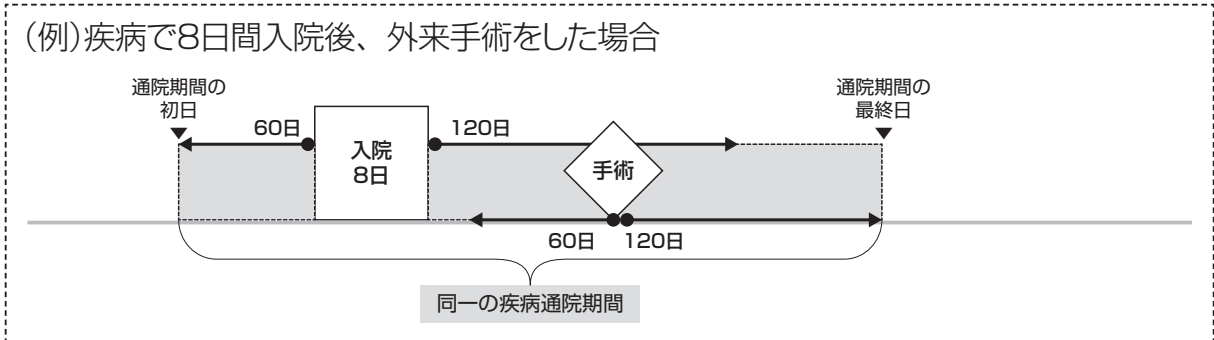 (例)疾病で8日間入院後、外来手術をした場合
通院期間の
初日
通院期間の
最終日
60日
入院
8日
120日
手術
60日
120日
同一の疾病通院期間